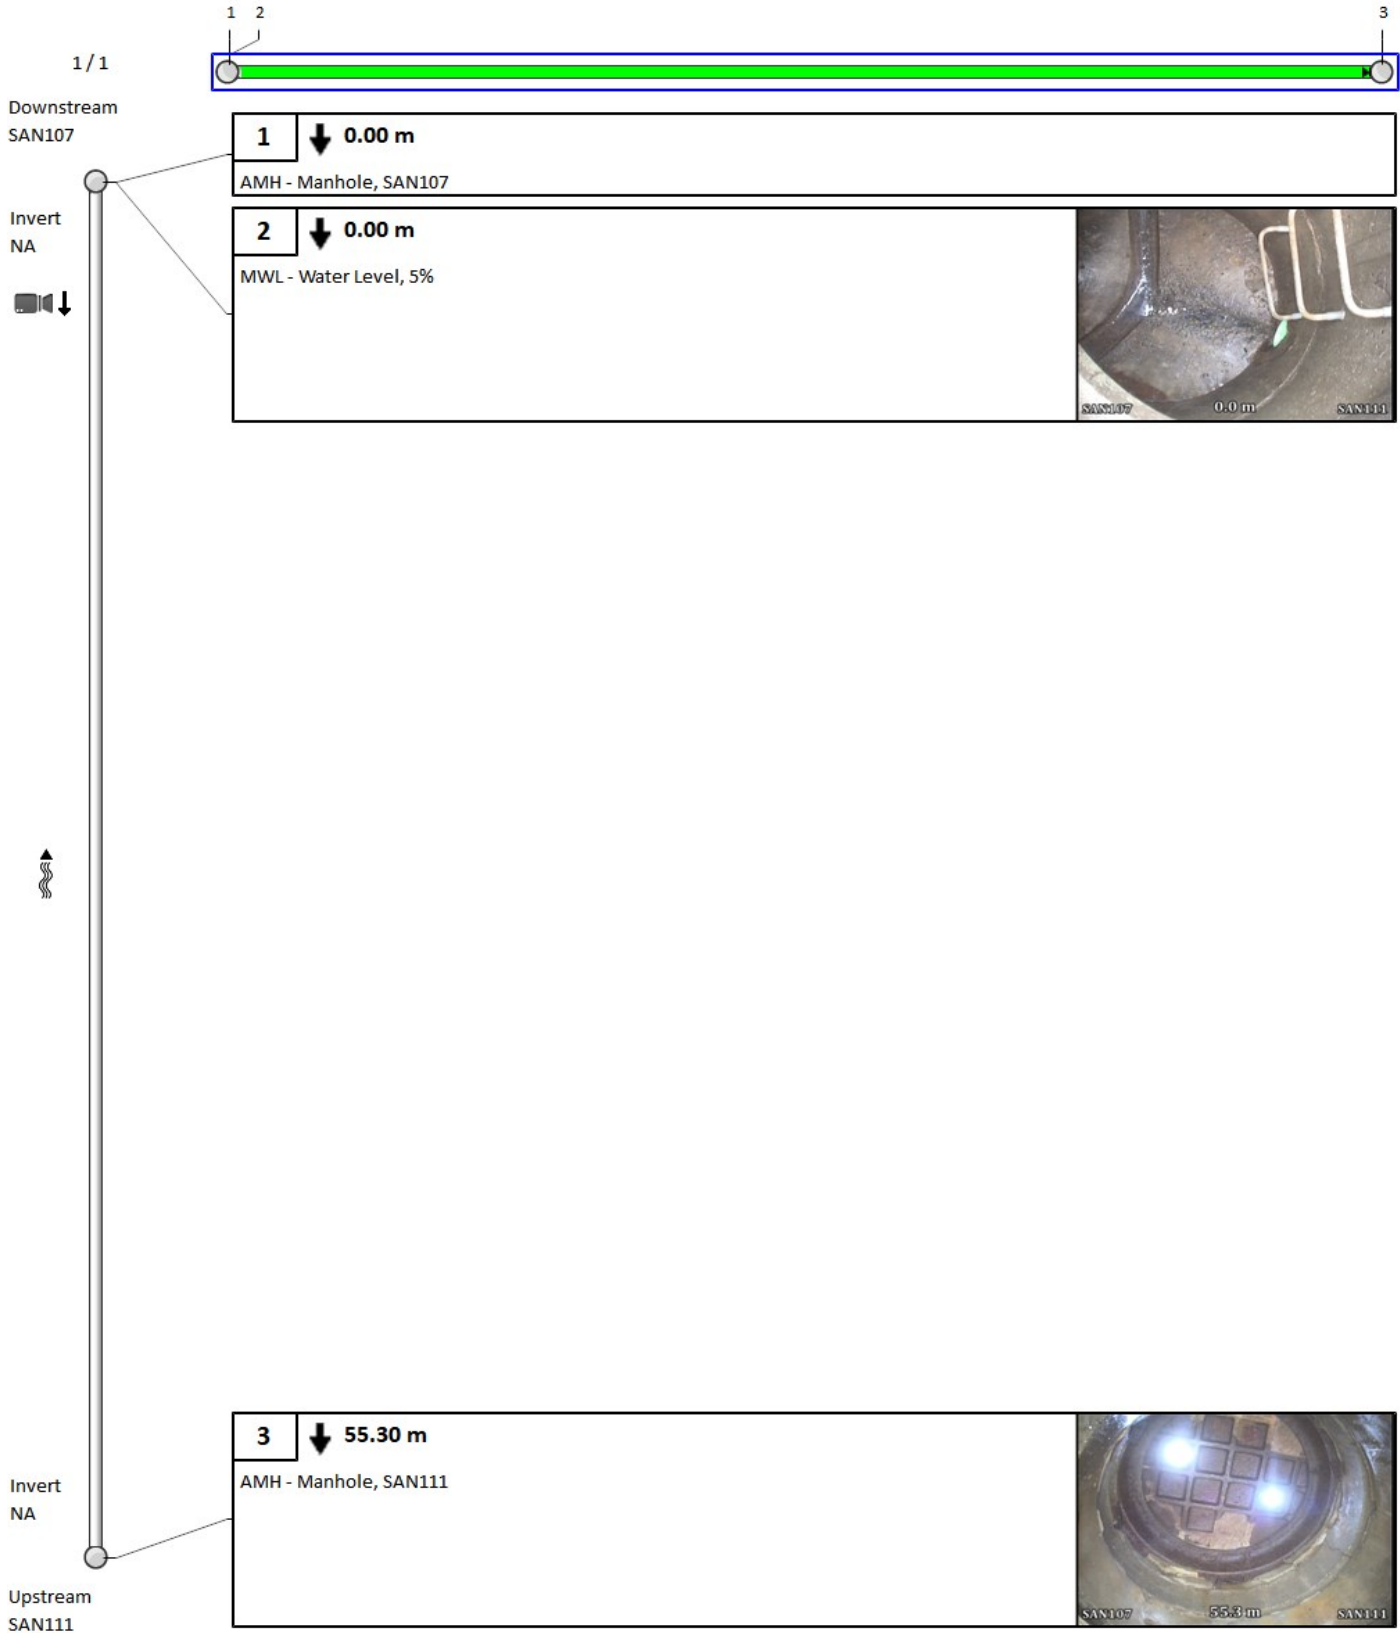 1 2 3
1 / 1
Downstream
SAN107
1 0.00 m
AMH - Manhole, SAN107
Invert
NA
2 0.00 m
MWL - Water Level, 5%
SAN107 0.0 m SAN111
3 55.30 m
AMH - Manhole, SAN111
Invert
NA
SAN107 55.3 m SAN111
Upstream
SAN111